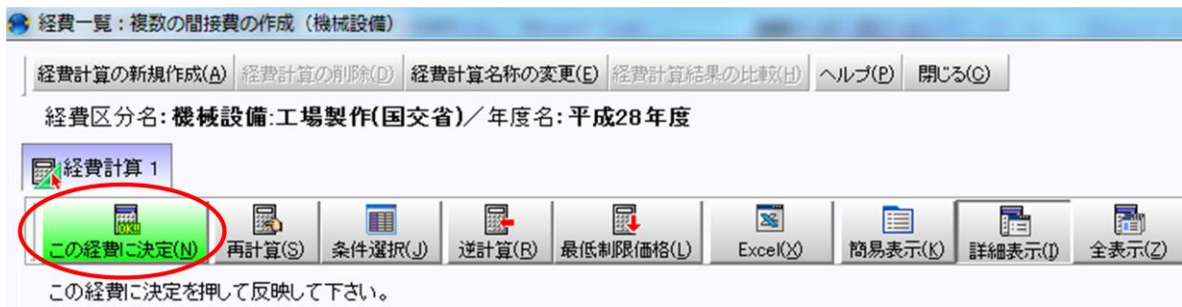 経費一覧：複数の間接費の作成（機械設備）
経費計算の新規作成(A) 経費計算の削除(D) 経費計算名称の変更(E) 経費計算結果の比較(H) ヘルプ(P) 閉じる(C)
経費区分名：機械設備:工場製作(国交省)／年度名：平成28年度
経費計算 1
OK!!
この経費に決定(N) 再計算(S) 条件選択(J) 逆計算(R) 最低制限価格(L) Excel(X) 簡易表示(K) 詳細表示(I) 全表示(Z)
この経費に決定を押して反映して下さい。